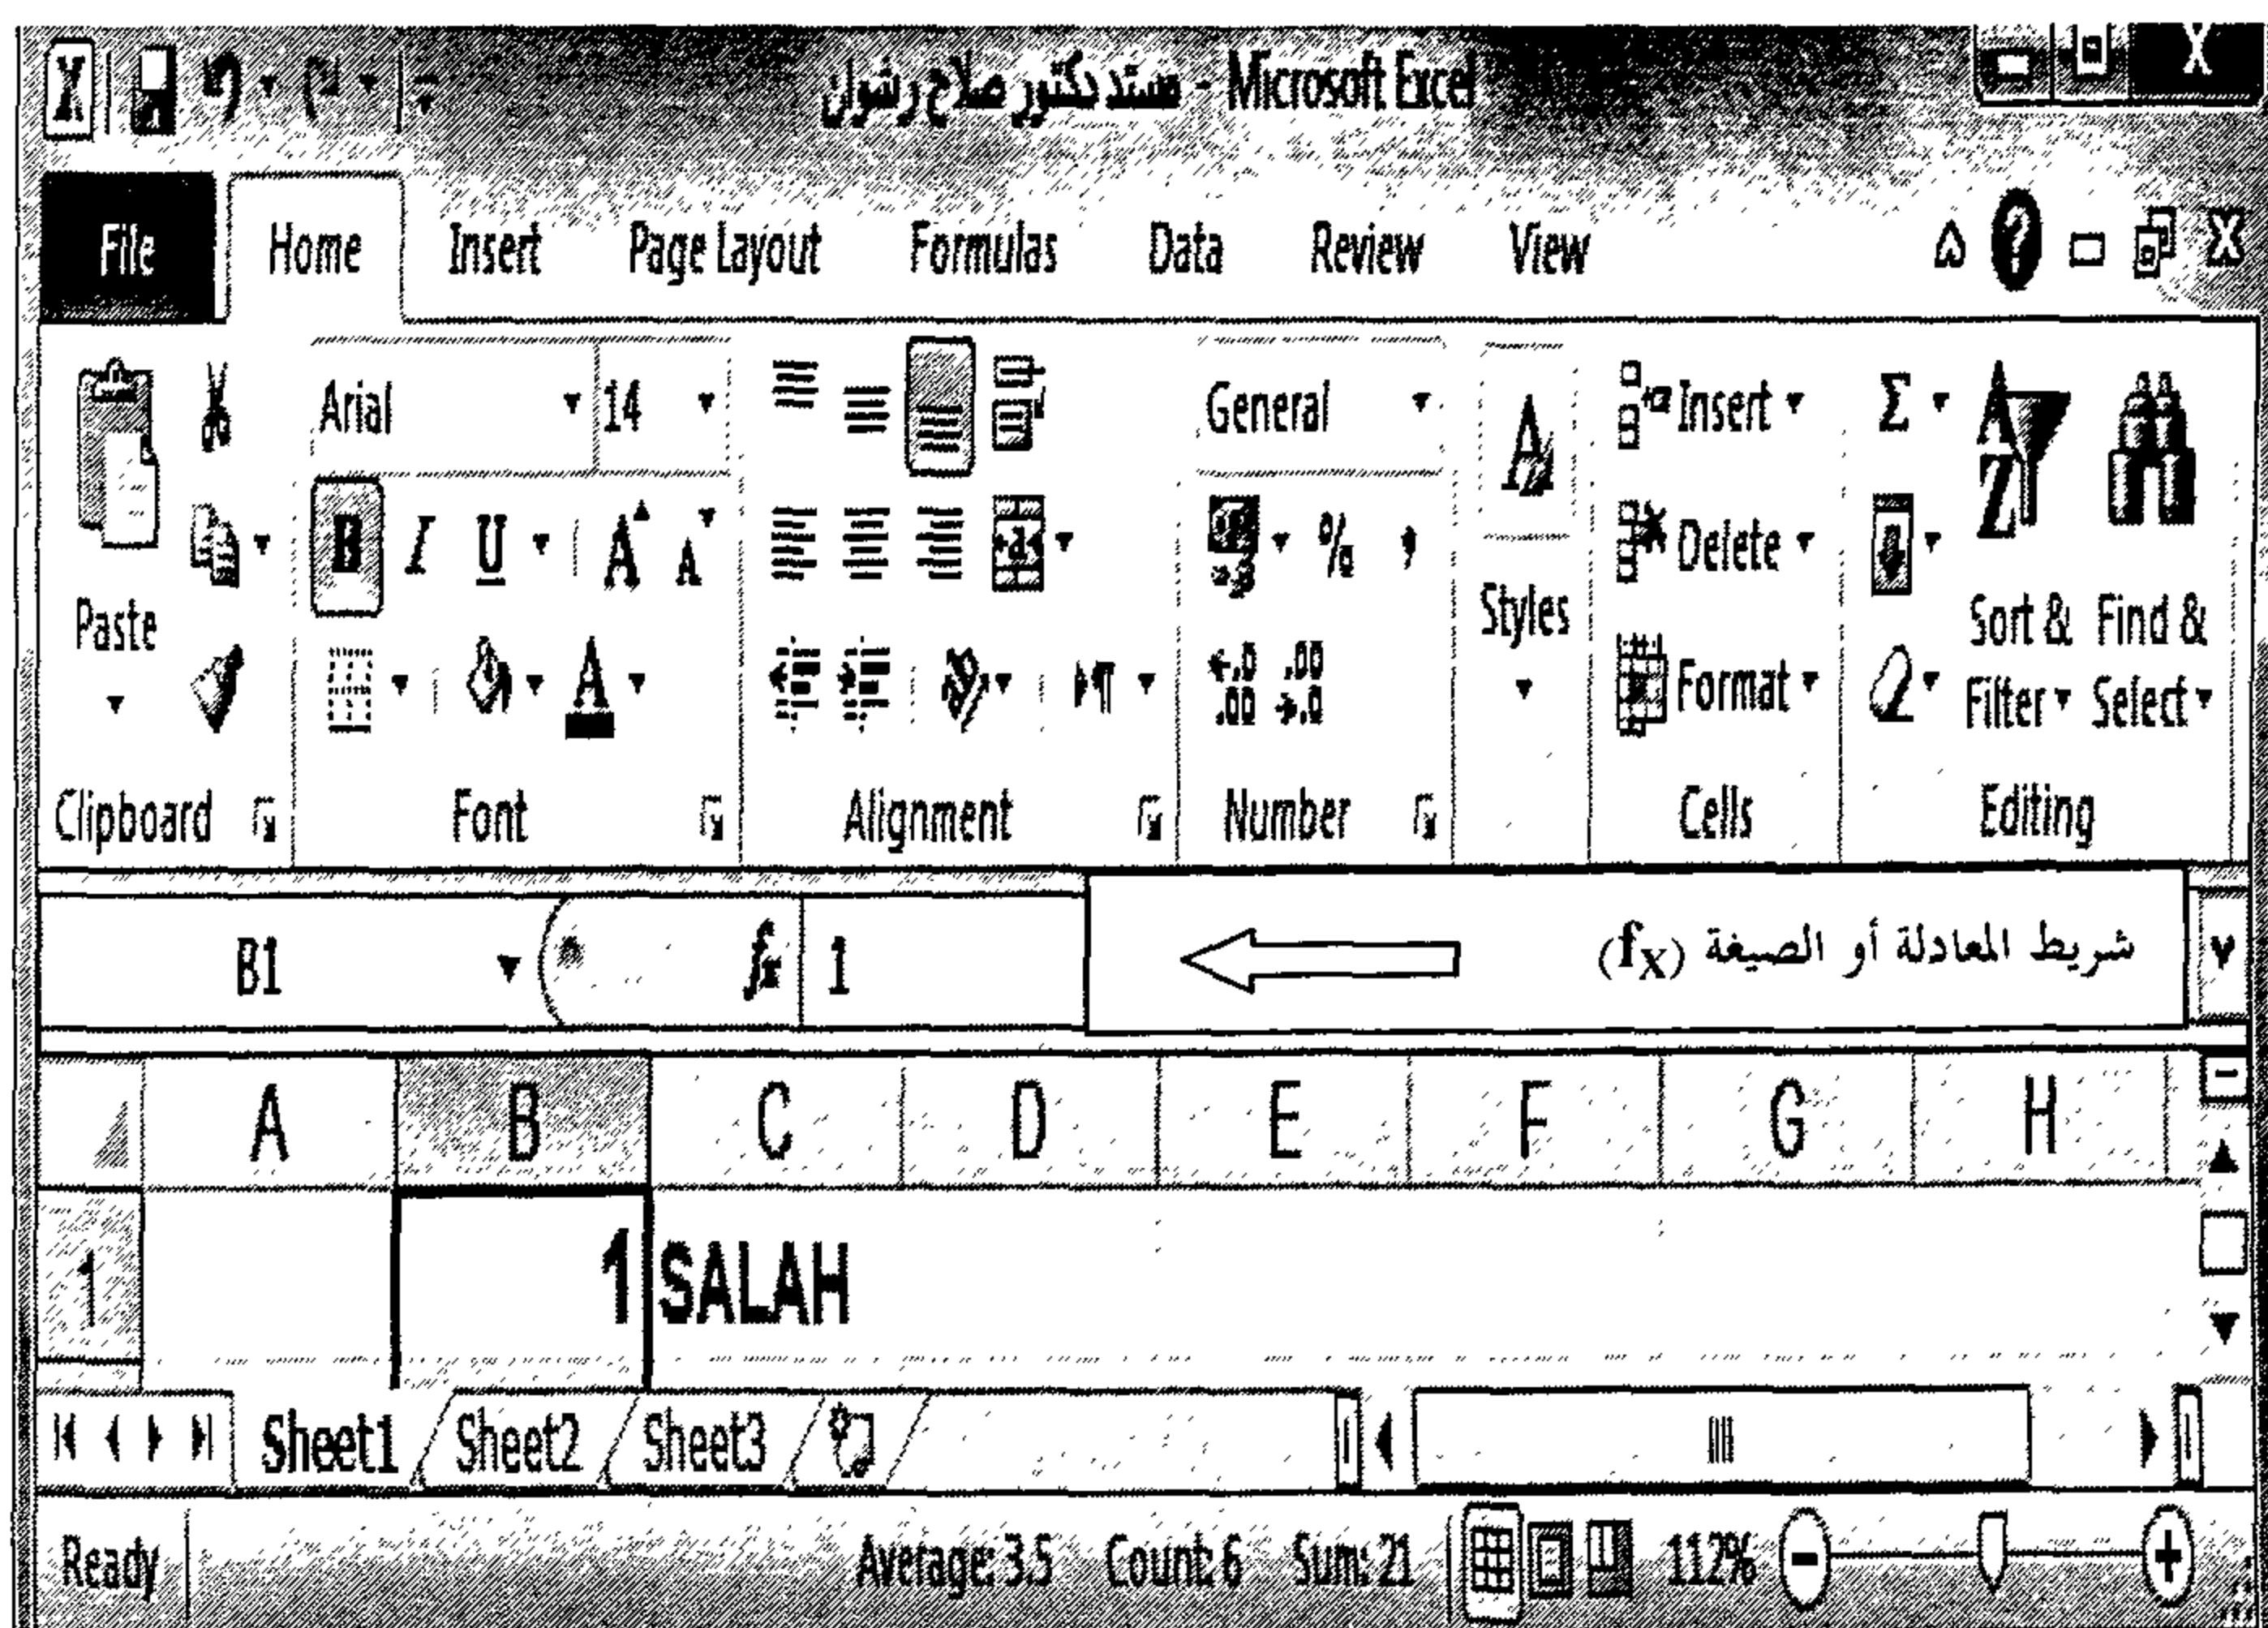 مستند دكتور صلاح رشوان - Microsoft Excel
File Home Insert Page Layout Formulas Data Review View
Arial 14 General Insert Σ
B I U A A % , Delete
Paste Styles Sort & Filter Find & Select
A Format
Clipboard Font Alignment Number Cells Editing
B1 fx 1 شريط المعادلة أو الصيغة (fx)
A B C D E F G H
1 1 SALAH
Sheet1 Sheet2 Sheet3
Ready Average: 3.5 Count: 6 Sum: 21 112%